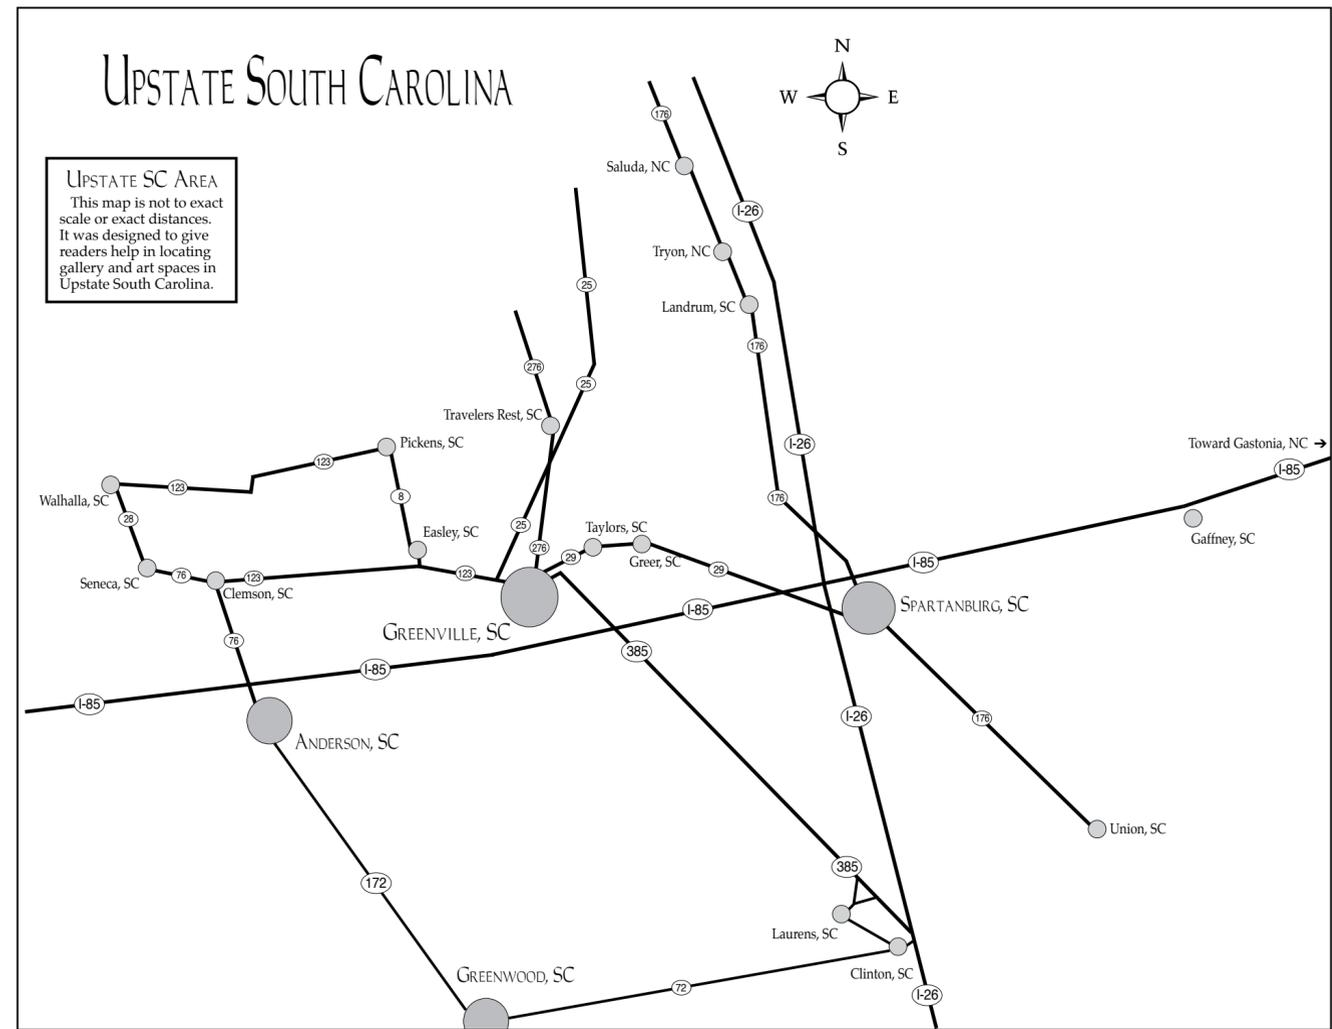 UPSTATE SOUTH CAROLINA
N
W E
S
UPSTATE SC AREA
This map is not to exact
scale or exact distances.
It was designed to give
readers help in locating
gallery and art spaces in
Upstate South Carolina.
176
Saluda, NC
I-26
Tryon, NC
25
Landrum, SC
176
276
25
Travelers Rest, SC
Pickens, SC
I-26
Toward Gastonia, NC ➔
123
I-85
Walhalla, SC
123
8
176
28
25
Gaffney, SC
Easley, SC
Taylors, SC
276
29
Greer, SC
29
I-85
Seneca, SC
76
123
123
Clemson, SC
GREENVILLE, SC
I-85
SPARTANBURG, SC
76
385
I-85
I-85
I-26
176
ANDERSON, SC
Union, SC
385
172
Laurens, SC
GREENWOOD, SC
Clinton, SC
72
I-26